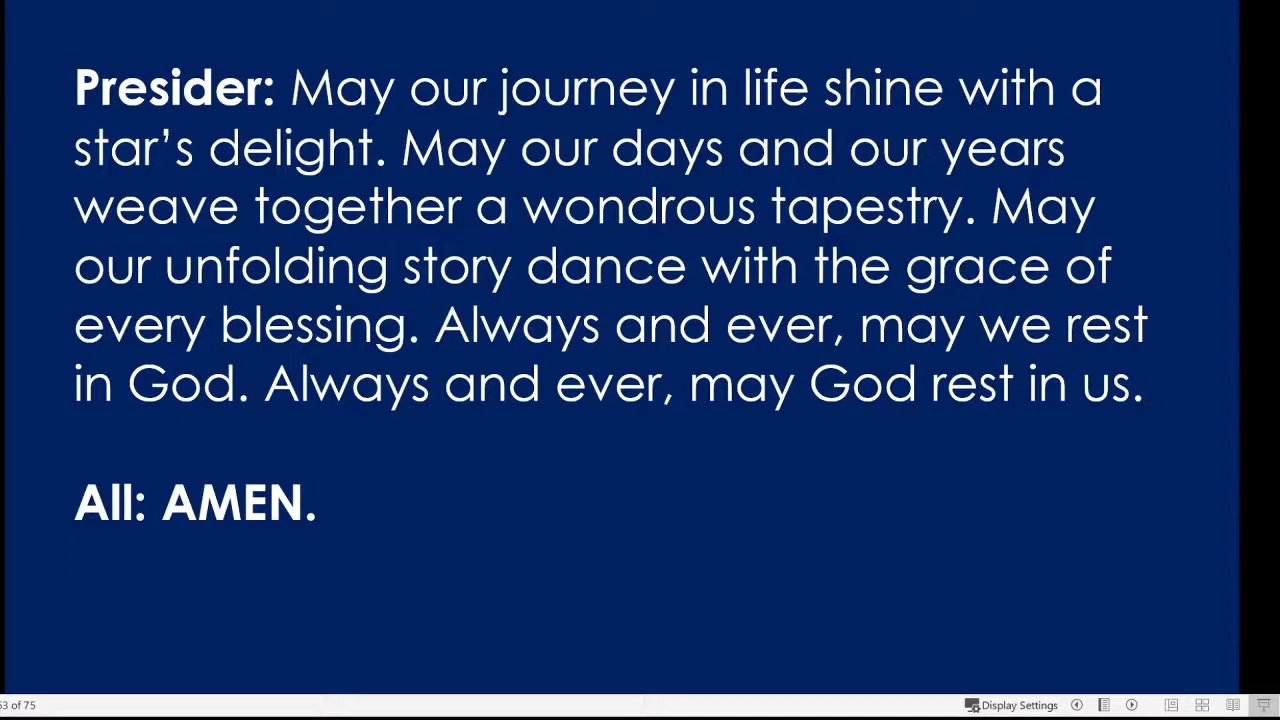 Presider: May our journey in life shine with a
star’s delight. May our days and our years
weave together a wondrous tapestry. May
our unfolding story dance with the grace of
every blessing. Always and ever, may we rest
in God. Always and ever, may God rest in us.
All: AMEN.
of 75 Display Settings